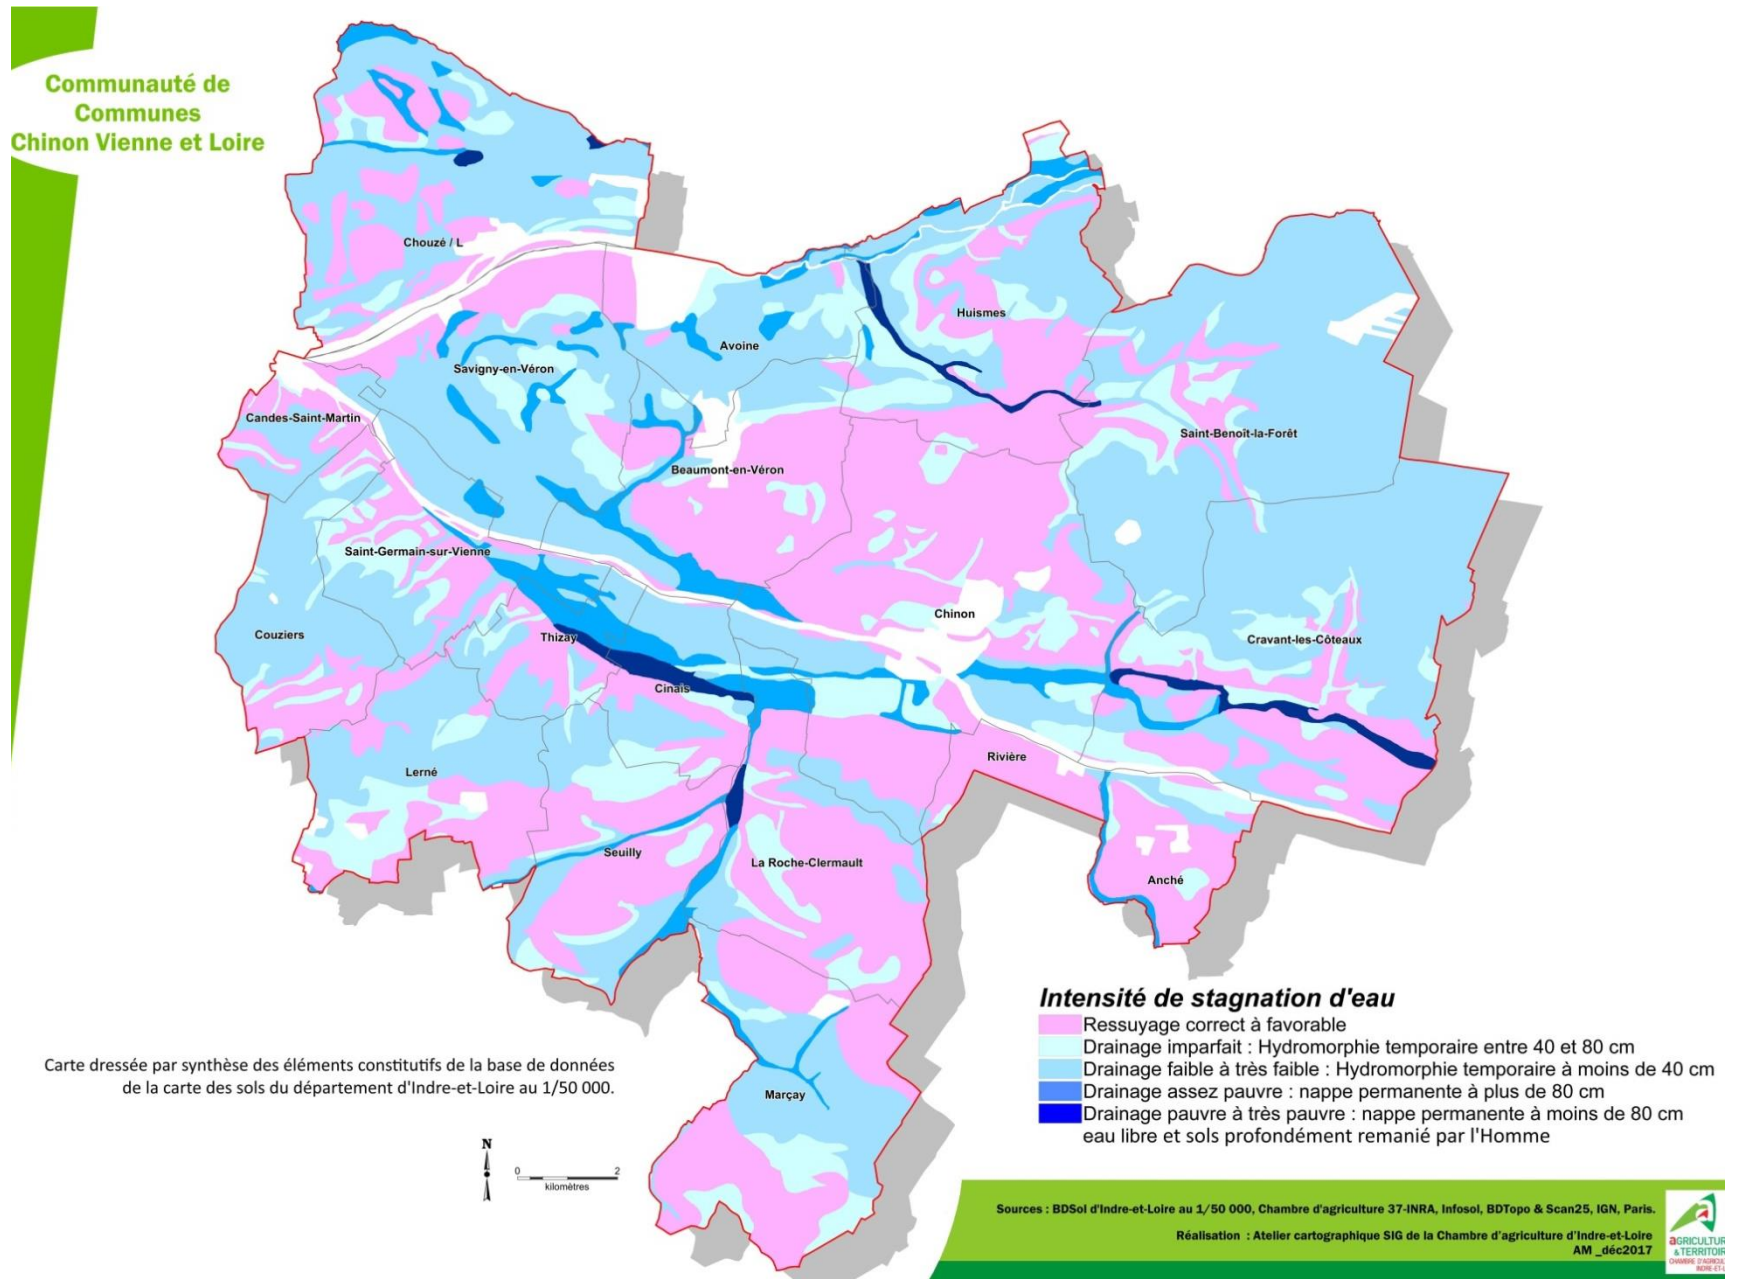 Communauté de
Communes
Chinon Vienne et Loire
Chouzé / L
Huismes
Avoine
Savigny-en-Véron
Candes-Saint-Martin
Saint-Benoît-la-Forêt
Beaumont-en-Véron
Saint-Germain-sur-Vienne
Chinon
Couziers
Thizay
Cravant-les-Côteaux
Cinais
Rivière
Lerné
Seuilly
La Roche-Clermault
Anché
Marçay
Intensité de stagnation d'eau
Ressuyage correct à favorable
Drainage imparfait : Hydromorphie temporaire entre 40 et 80 cm
Drainage faible à très faible : Hydromorphie temporaire à moins de 40 cm
Drainage assez pauvre : nappe permanente à plus de 80 cm
Drainage pauvre à très pauvre : nappe permanente à moins de 80 cm
eau libre et sols profondément remanié par l'Homme
Carte dressée par synthèse des éléments constitutifs de la base de données
de la carte des sols du département d'Indre-et-Loire au 1/50 000.
N
0 2
kilomètres
Sources : BDSol d'Indre-et-Loire au 1/50 000, Chambre d'agriculture 37-INRA, Infosol, BDTopo & Scan25, IGN, Paris.
Réalisation : Atelier cartographique SIG de la Chambre d'agriculture d'Indre-et-Loire
AM _déc2017
AGRICULTUR
& TERRITOIR
CHAMBRE D'AGRICUL
INDRE-ET-L